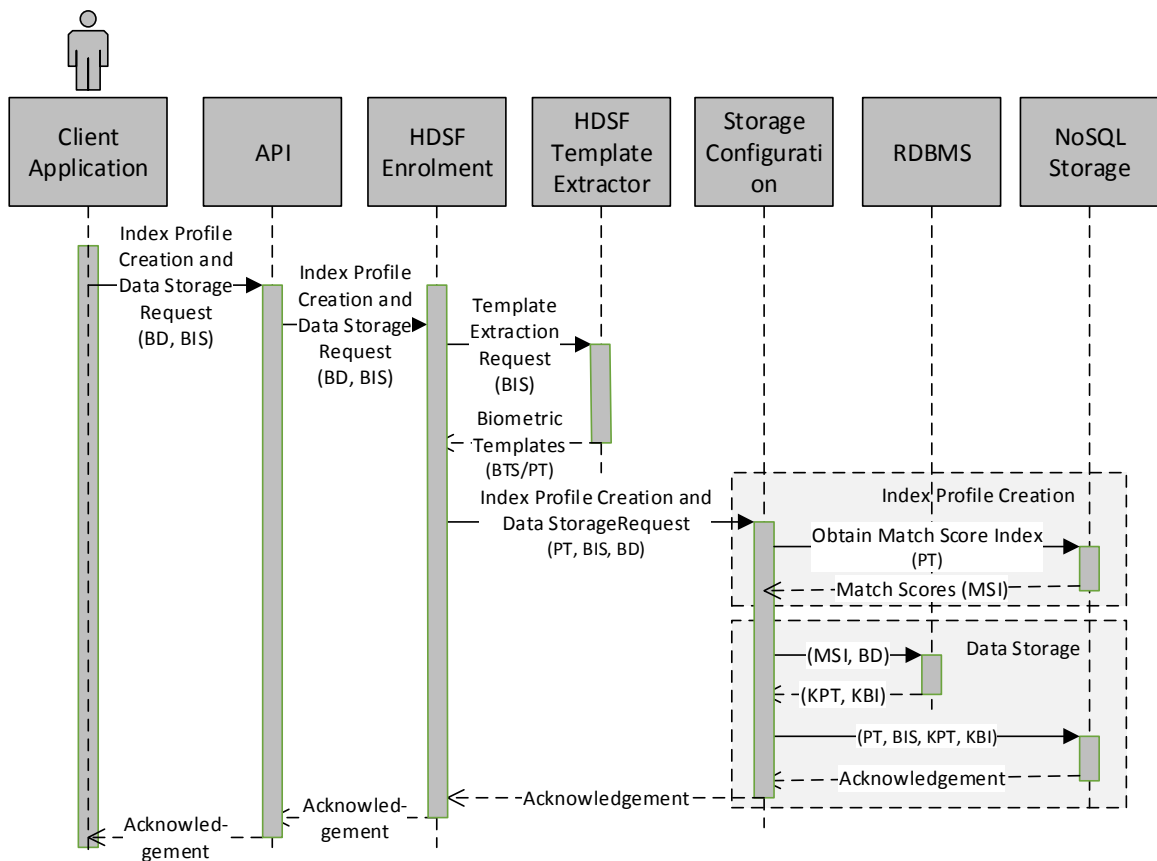 Client
Application
API
HDSF
Enrolment
HDSF
Template
Extractor
Storage
Configurati
on
RDBMS
NoSQL
Storage
Index Profile
Creation and
Data Storage
Request
(BD, BIS)
Index Profile
Creation and
Data Storage
Request
(BD, BIS)
Template
Extraction
Request
(BIS)
Biometric
Templates
(BTS/PT)
Index Profile Creation and
Data StorageRequest
(PT, BIS, BD)
Index Profile Creation
Obtain Match Score Index
(PT)
Match Scores (MSI)
Data Storage
(MSI, BD)
(KPT, KBI)
(PT, BIS, KPT, KBI)
Acknowledgement
Acknowledgement
Acknowled-
gement
Acknowled-
gement